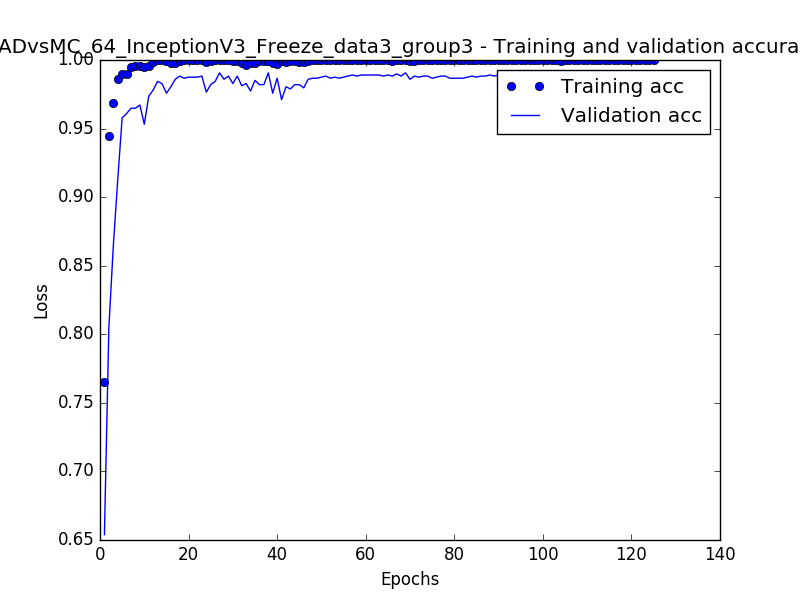 ADvsMC_64_InceptionV3_Freeze_data3_group3 - Training and validation accura
1.00
0.95
0.90
0.85
0.80
0.75
0.70
0.65
Loss
Training acc
Validation acc
0 20 40 60 80 100 120 140
Epochs